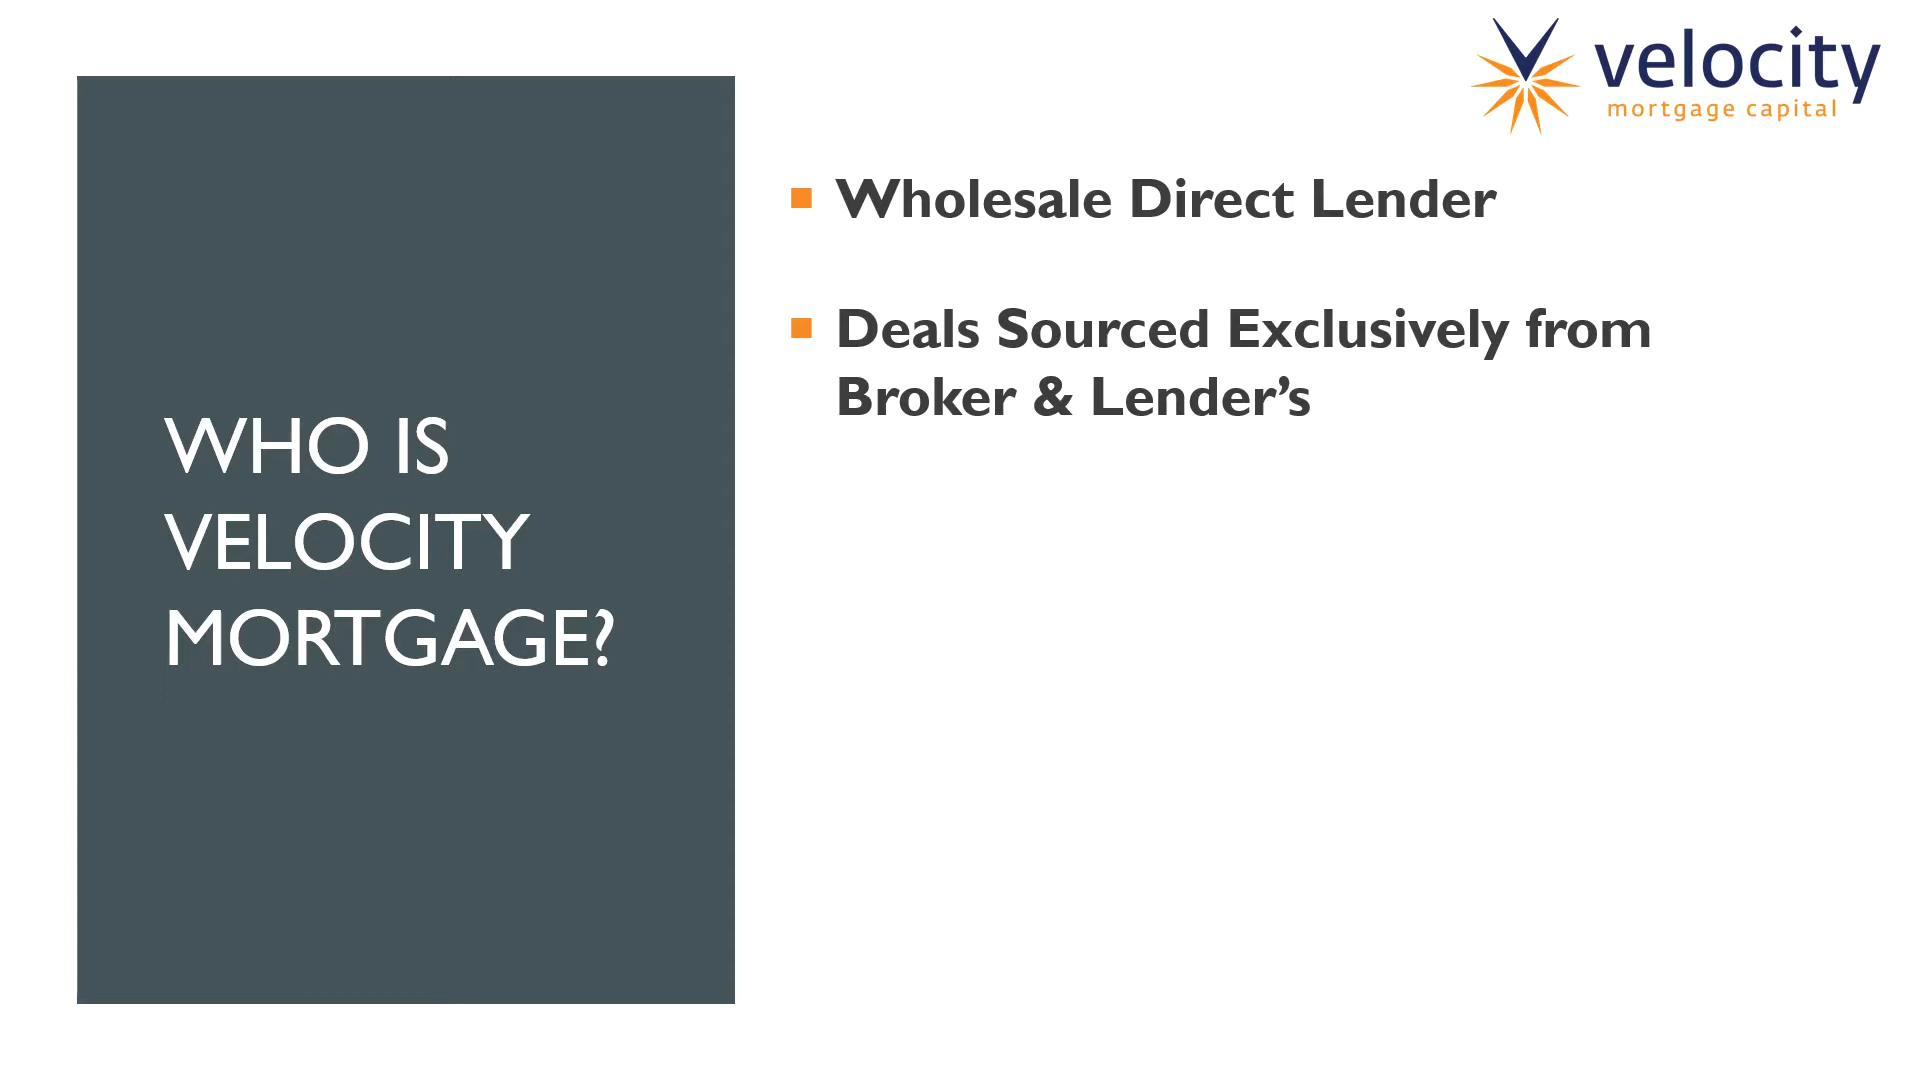 velocity
mortgage capital
WHO IS
VELOCITY
MORTGAGE?
Wholesale Direct Lender
Deals Sourced Exclusively from
Broker & Lender’s